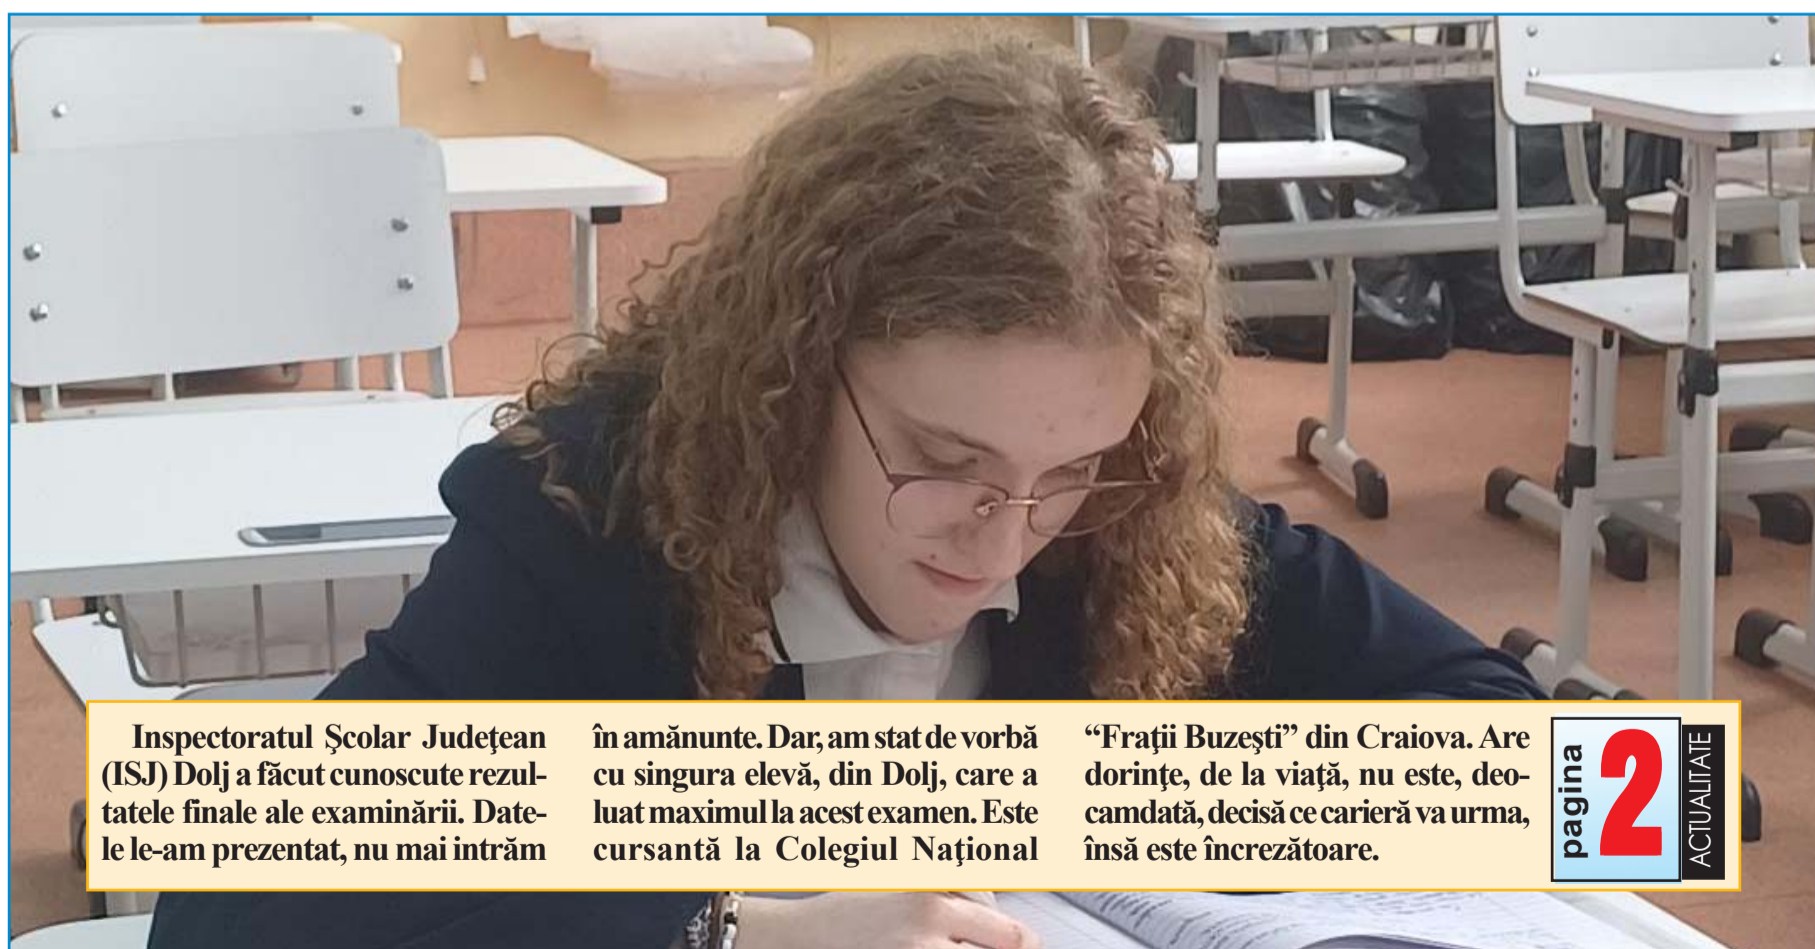 Inspectoratul Şcolar Judeţean
(ISJ) Dolj a făcut cunoscute rezul-
tatele finale ale examinării. Date-
le le-am prezentat, nu mai intrăm
în amănunte. Dar, am stat de vorbă
cu singura elevă, din Dolj, care a
luat maximul la acest examen. Este
cursantă la Colegiul Naţional
“Fraţii Buzeşti” din Craiova. Are
dorinţe, de la viaţă, nu este, deo-
camdată, decisă ce carieră va urma,
însă este încrezătoare.
pagina
2
ACTUALITATE